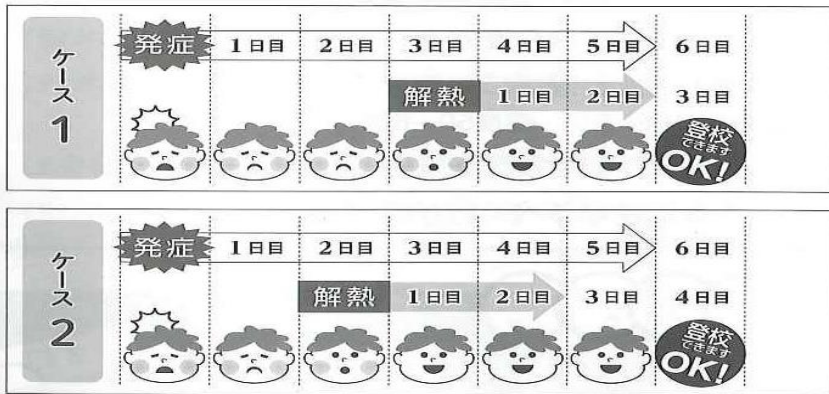 ケース1
発症 1日目 2日目 3日目 4日目 5日目 6日目
解熱 1日目 2日目 3日目
登校
できます
OK!
ケース2
発症 1日目 2日目 3日目 4日目 5日目 6日目
解熱 1日目 2日目 3日目 4日目
登校
できます
OK!